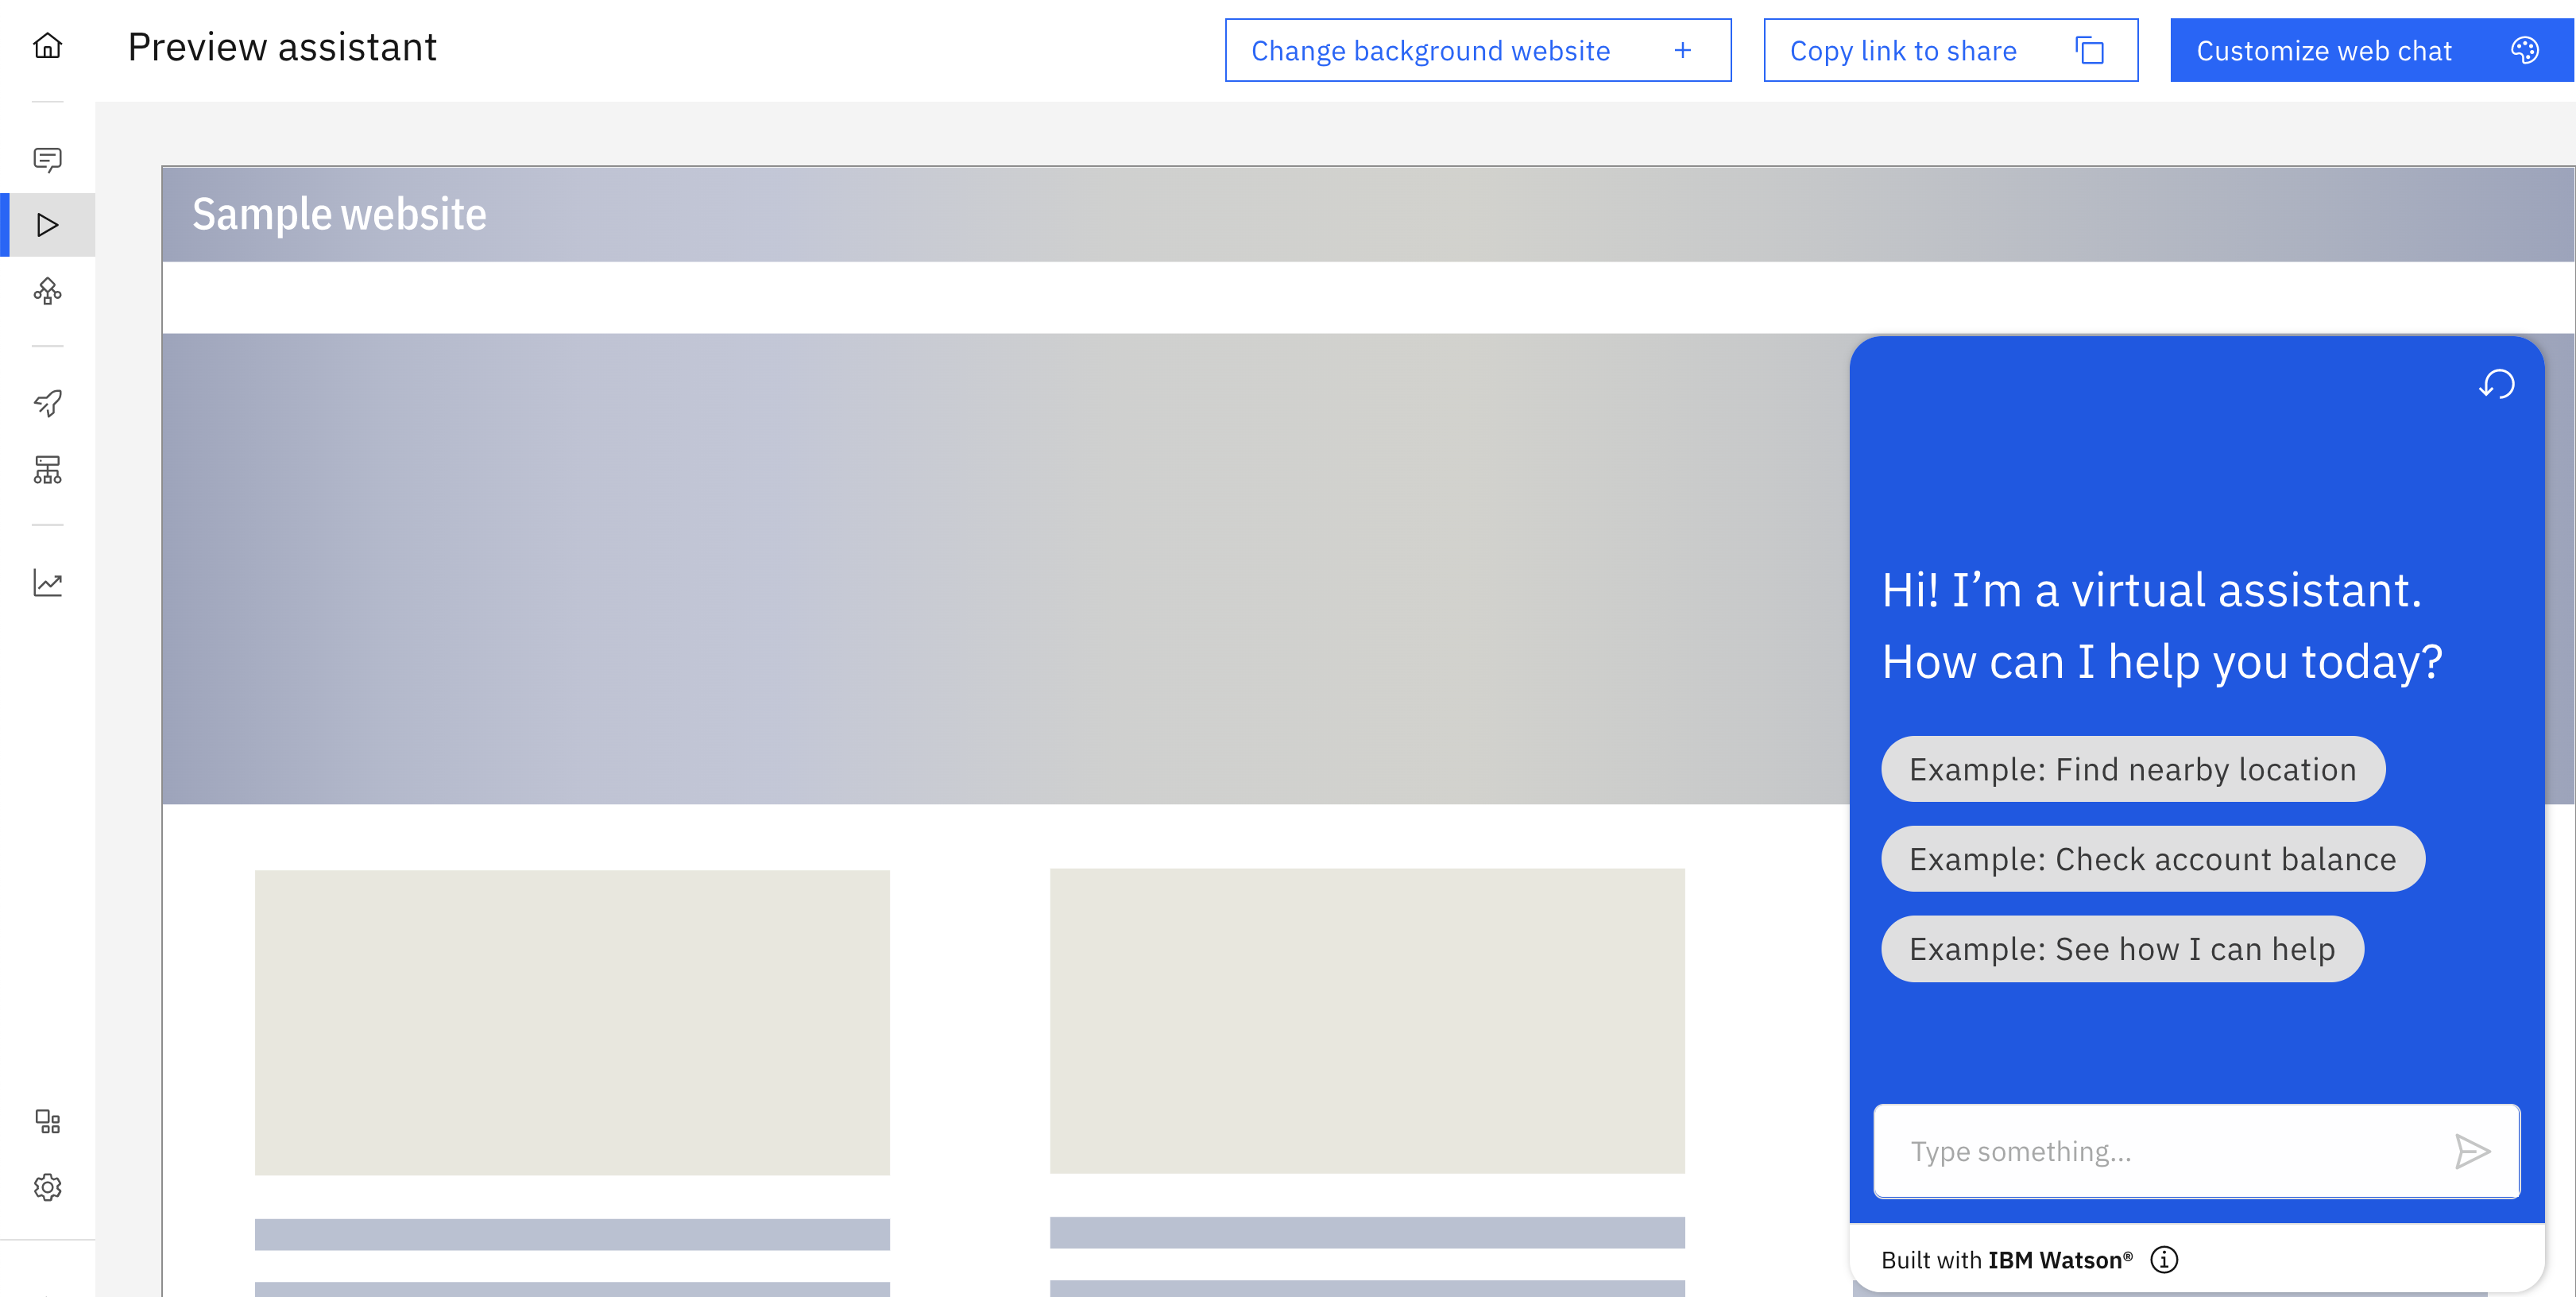 Preview assistant
Change background website +
Copy link to share
Customize web chat
Sample website
Hi! I’m a virtual assistant.
How can I help you today?
Example: Find nearby location
Example: Check account balance
Example: See how I can help
Type something...
Built with IBM Watson®